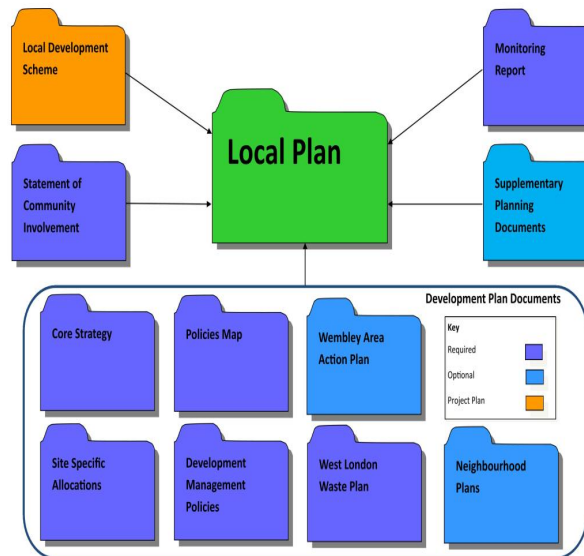 Local Development
Scheme
Monitoring
Report
Local Plan
Statement of
Community
Involvement
Supplementary
Planning
Documents
Development Plan Documents
Core Strategy
Policies Map
Wembley Area
Action Plan
Key
Required
Optional
Project Plan
Site Specific
Allocations
Development
Management
Policies
West London
Waste Plan
Neighbourhood
Plans